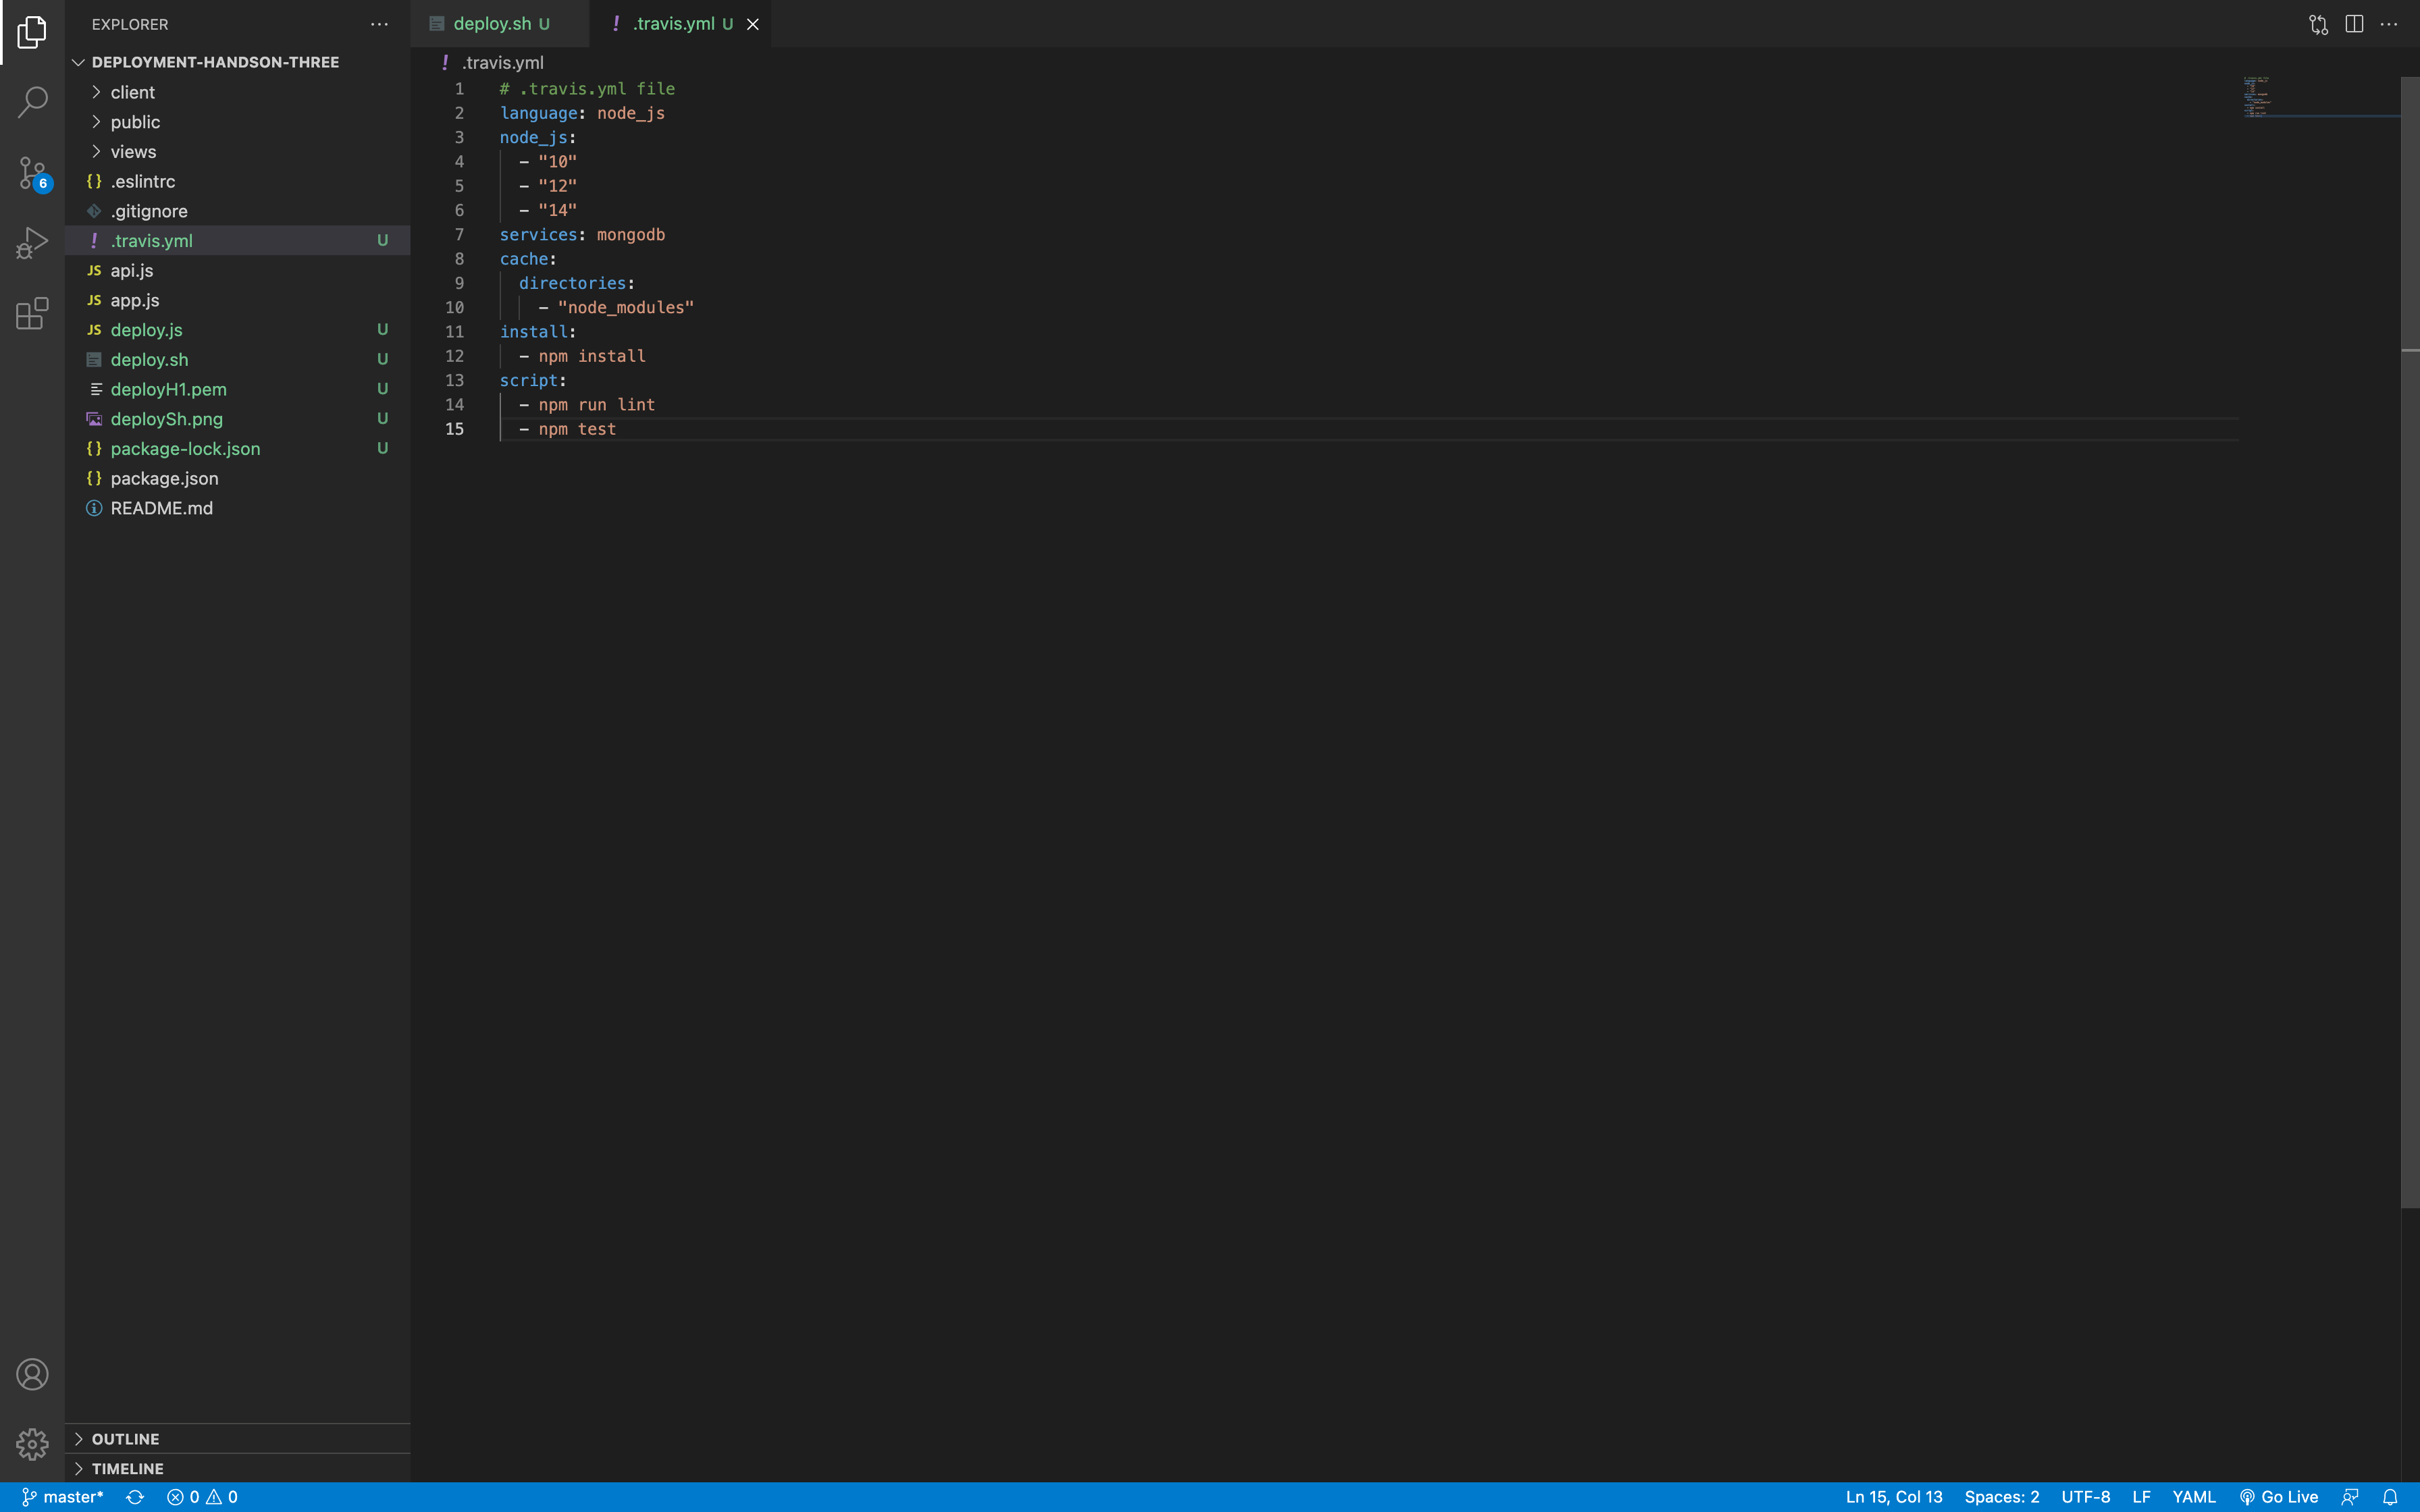 EXPLORER
DEPLOYMENT-HANDSON-THREE
client
public
views
.eslintrc
.gitignore
.travis.yml U
JS api.js
JS app.js
JS deploy.js U
deploy.sh U
deployH1.pem U
deploySh.png U
{} package-lock.json U
{} package.json
README.md
OUTLINE
TIMELINE
deploy.sh U
! .travis.yml U
! .travis.yml
1 # .travis.yml file
2 language: node_js
3 node_js:
4 - "10"
5 - "12"
6 - "14"
7 services: mongodb
8 cache:
9 directories:
10 - "node_modules"
11 install:
12 - npm install
13 script:
14 - npm run lint
15 - npm test
6
master* 0 0 Ln 15, Col 13 Spaces: 2 UTF-8 LF YAML Go Live